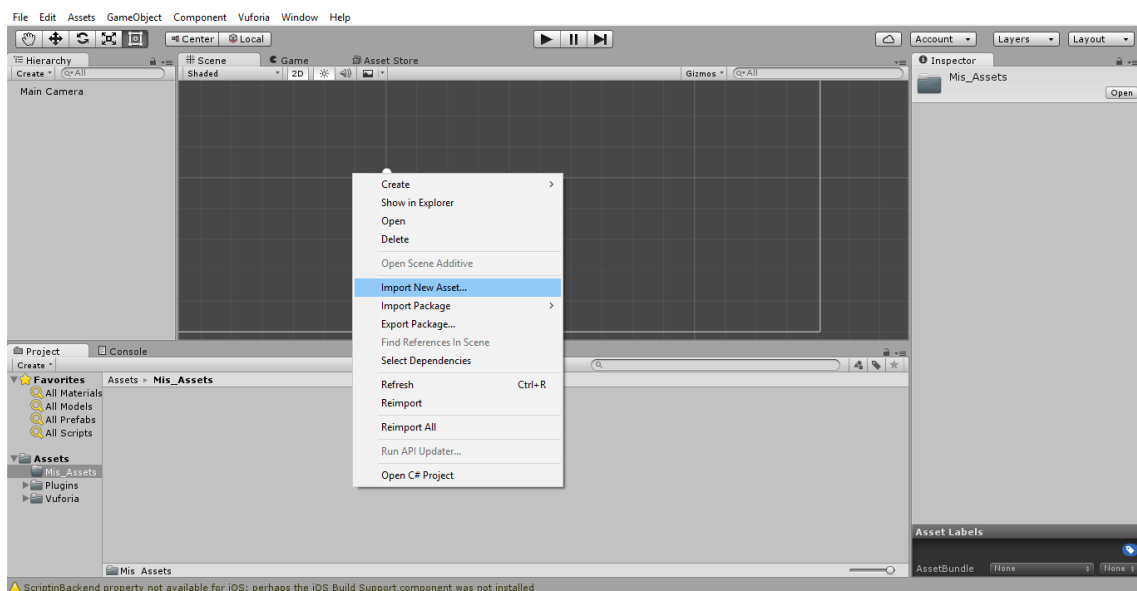 File Edit Assets GameObject Component Vuforia Window Help
Center Local Account Layers Layout
Hierarchy
Create All
Main Camera
Scene Game Asset Store
Shaded 2D Gizmos All
Inspector
Mis_Assets
Open
Create
Show in Explorer
Open
Delete
Open Scene Additive
Import New Asset...
Import Package
Export Package...
Find References In Scene
Select Dependencies
Refresh Ctrl+R
Reimport
Reimport All
Run API Updater...
Open C# Project
Project Console
Create
Favorites
All Materials
All Models
All Prefabs
All Scripts
Assets
Mis_Assets
Plugins
Vuforia
Assets Mis_Assets
Mis_Assets
Asset Labels
AssetBundle None None
ScriptinBackend property not available for iOS; perhaps the iOS Build Support component was not installed